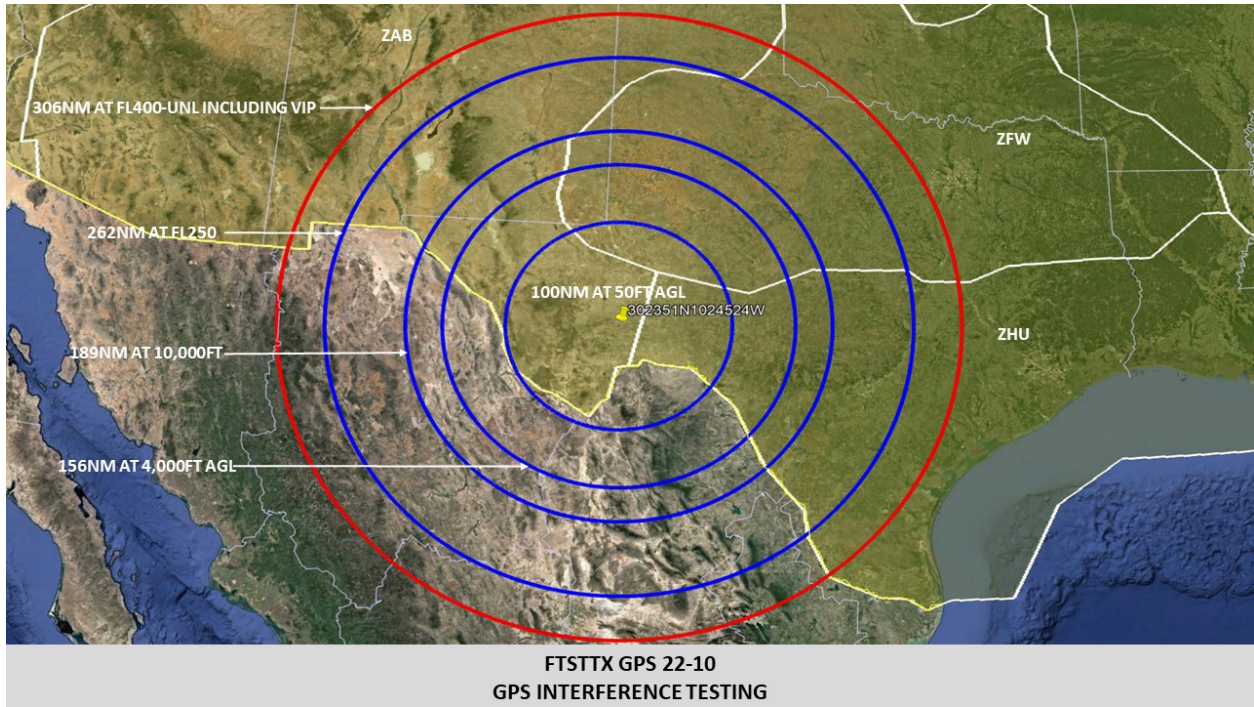 ZAB
306NM AT FL400-UNL INCLUDING VIP
ZFW
262NM AT FL250
100NM AT 50FT AGL
302351N1024524W
ZHU
189NM AT 10,000FT
156NM AT 4,000FT AGL
FTSTTX GPS 22-10
GPS INTERFERENCE TESTING